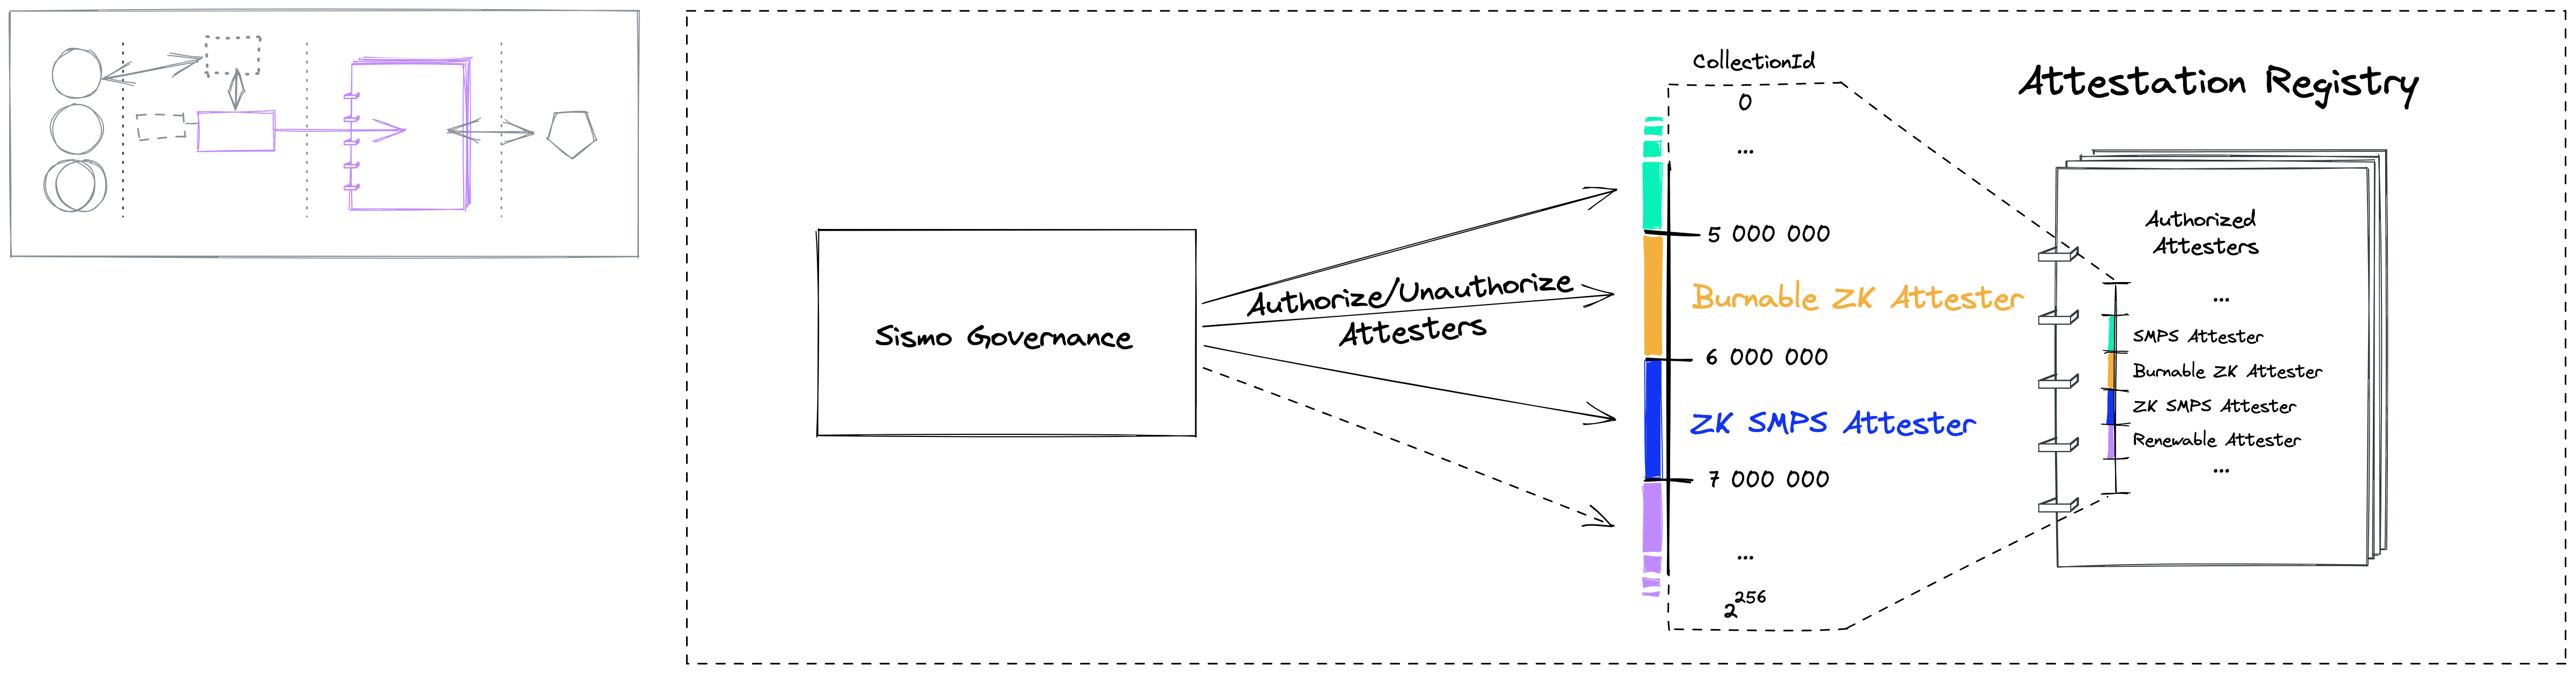 CollectionId
0
...
5 000 000
Burnable ZK Attester
6 000 000
ZK SMPS Attester
7 000 000
...
2^256
Sismo Governance
Authorize/Unauthorize
Attesters
Attestation Registry
Authorized
Attesters
...
SMPS Attester
Burnable ZK Attester
ZK SMPS Attester
Renewable Attester
...